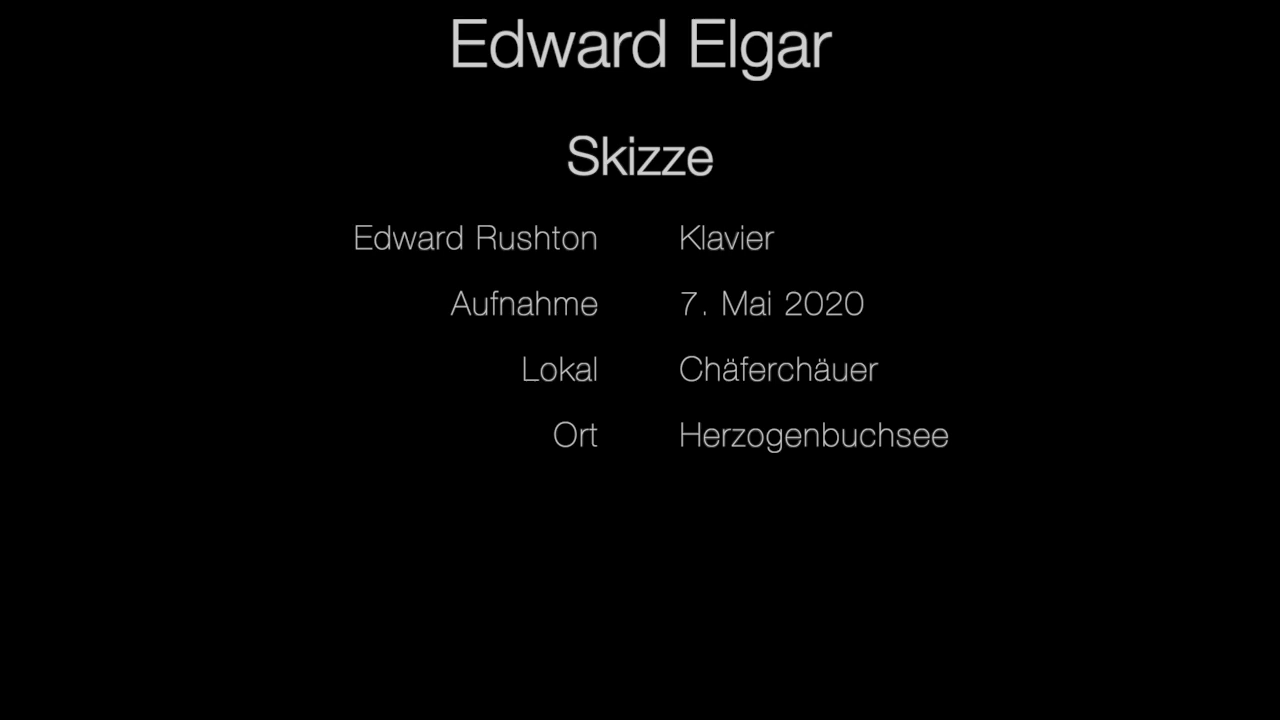 Edward Elgar
Skizze
Edward Rushton Klavier
Aufnahme 7. Mai 2020
Lokal Chäferchäuer
Ort Herzogenbuchsee